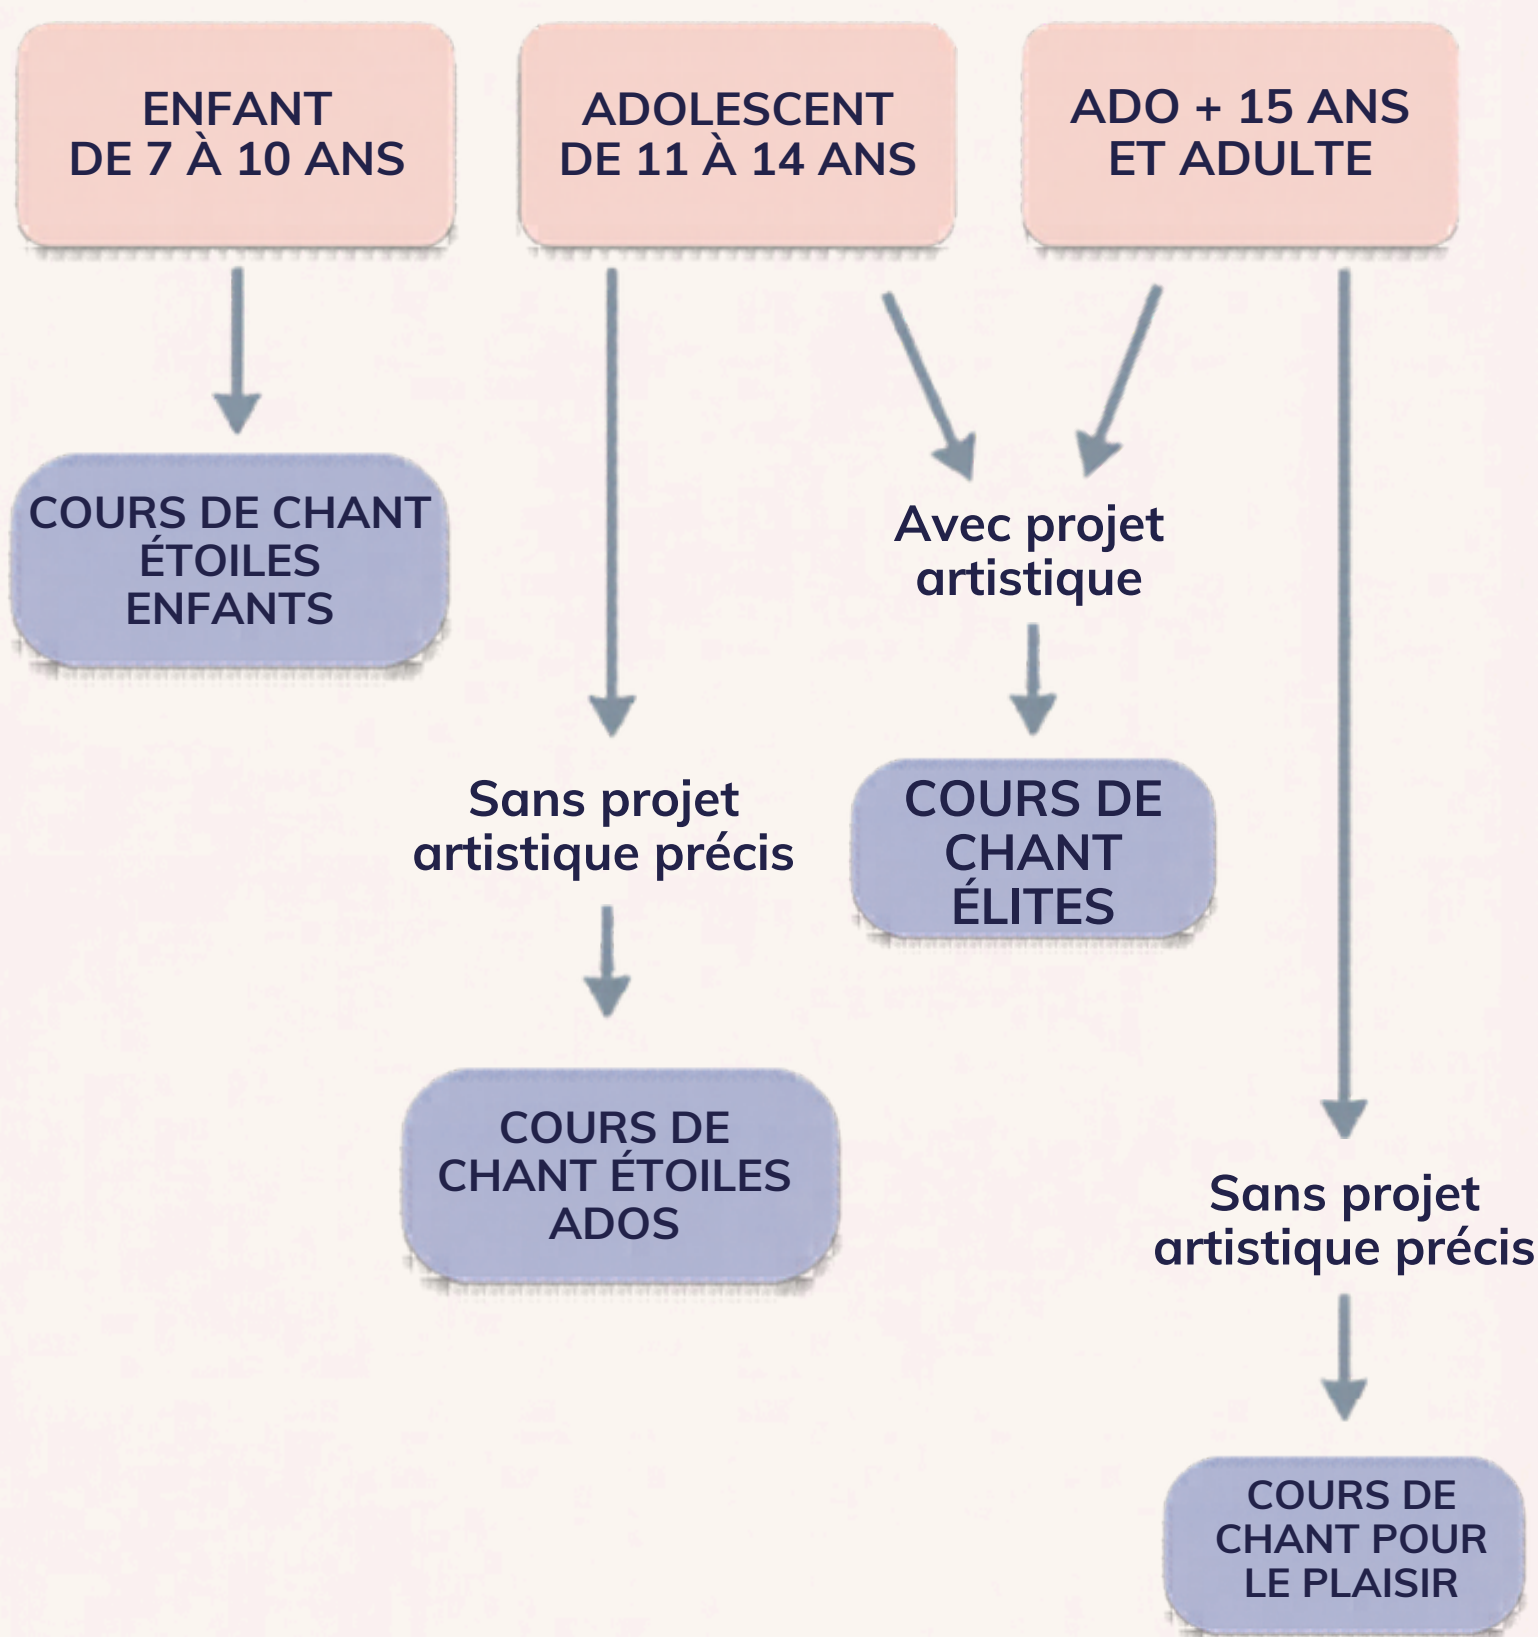 ENFANT
DE 7 À 10 ANS
ADOLESCENT
DE 11 À 14 ANS
ADO + 15 ANS
ET ADULTE
COURS DE CHANT
ÉTOILES
ENFANTS
Avec projet
artistique
Sans projet
artistique précis
COURS DE
CHANT
ÉLITES
COURS DE
CHANT ÉTOILES
ADOS
Sans projet
artistique précis
COURS DE
CHANT POUR
LE PLAISIR